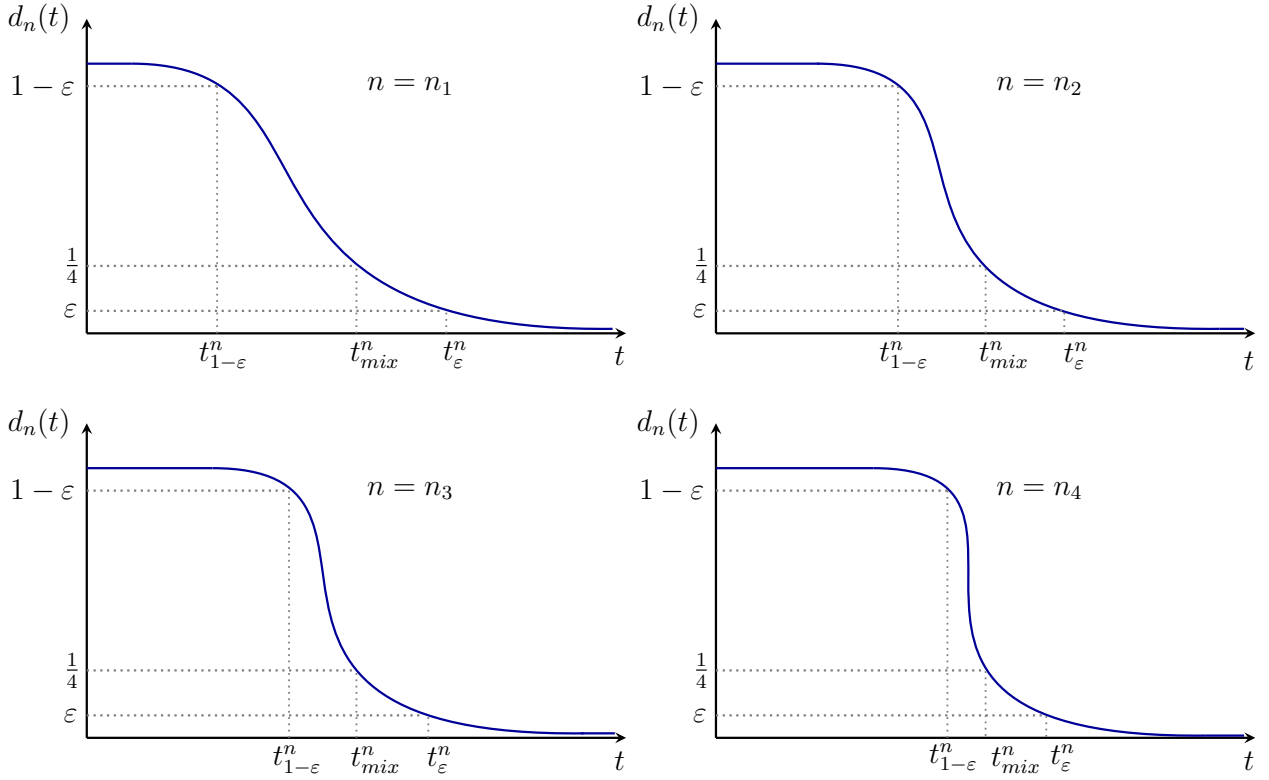 d_n(t)
n = n_1
1 − ε
1/4
ε
t^n_{1−ε} t^n_{mix} t^n_ε t
d_n(t)
n = n_2
1 − ε
1/4
ε
t^n_{1−ε} t^n_{mix} t^n_ε t
d_n(t)
n = n_3
1 − ε
1/4
ε
t^n_{1−ε} t^n_{mix} t^n_ε t
d_n(t)
n = n_4
1 − ε
1/4
ε
t^n_{1−ε} t^n_{mix} t^n_ε t